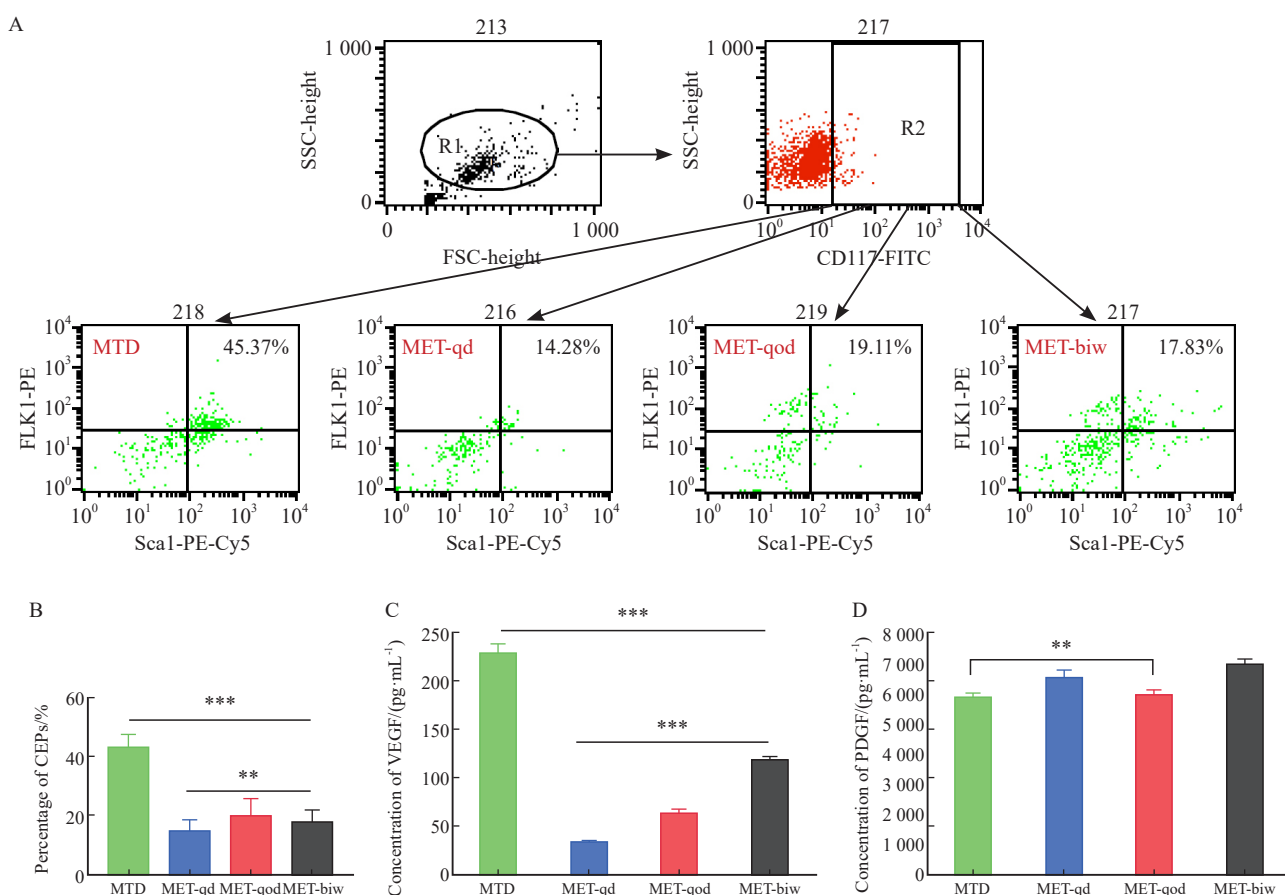 A
213
1 000
SSC-height
0
R1
0
1 000
FSC-height
217
1 000
SSC-height
0
R2
10⁰ 10¹ 10² 10³ 10⁴
CD117-FITC
218
10⁴
10³
10²
10¹
10⁰
FLK1-PE
MTD
45.37%
10⁰ 10¹ 10² 10³ 10⁴
Sca1-PE-Cy5
216
10⁴
10³
10²
10¹
10⁰
FLK1-PE
MET-qd
14.28%
10⁰ 10¹ 10² 10³ 10⁴
Sca1-PE-Cy5
219
10⁴
10³
10²
10¹
10⁰
FLK1-PE
MET-qod
19.11%
10⁰ 10¹ 10² 10³ 10⁴
Sca1-PE-Cy5
217
10⁴
10³
10²
10¹
10⁰
FLK1-PE
MET-biw
17.83%
10⁰ 10¹ 10² 10³ 10⁴
Sca1-PE-Cy5
B
60
40
20
0
Percentage of CEPs/%
***
**
MTD MET-qd MET-qod MET-biw
C
250
200
150
100
50
0
Concentration of VEGF/(pg·mL⁻¹)
***
***
MTD MET-qd MET-qod MET-biw
D
8 000
7 000
6 000
5 000
4 000
3 000
2 000
1 000
0
Concentration of PDGF/(pg·mL⁻¹)
**
MTD MET-qd MET-qod MET-biw